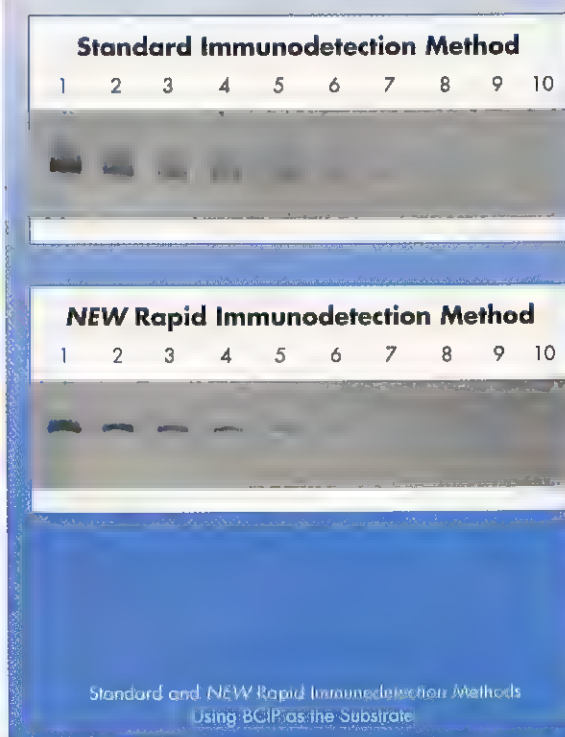 Standard Immunodetection Method
1 2 3 4 5 6 7 8 9 10
NEW Rapid Immunodetection Method
1 2 3 4 5 6 7 8 9 10
Standard and NEW Rapid Immunodetection Methods
Using BCIP as the Substrate